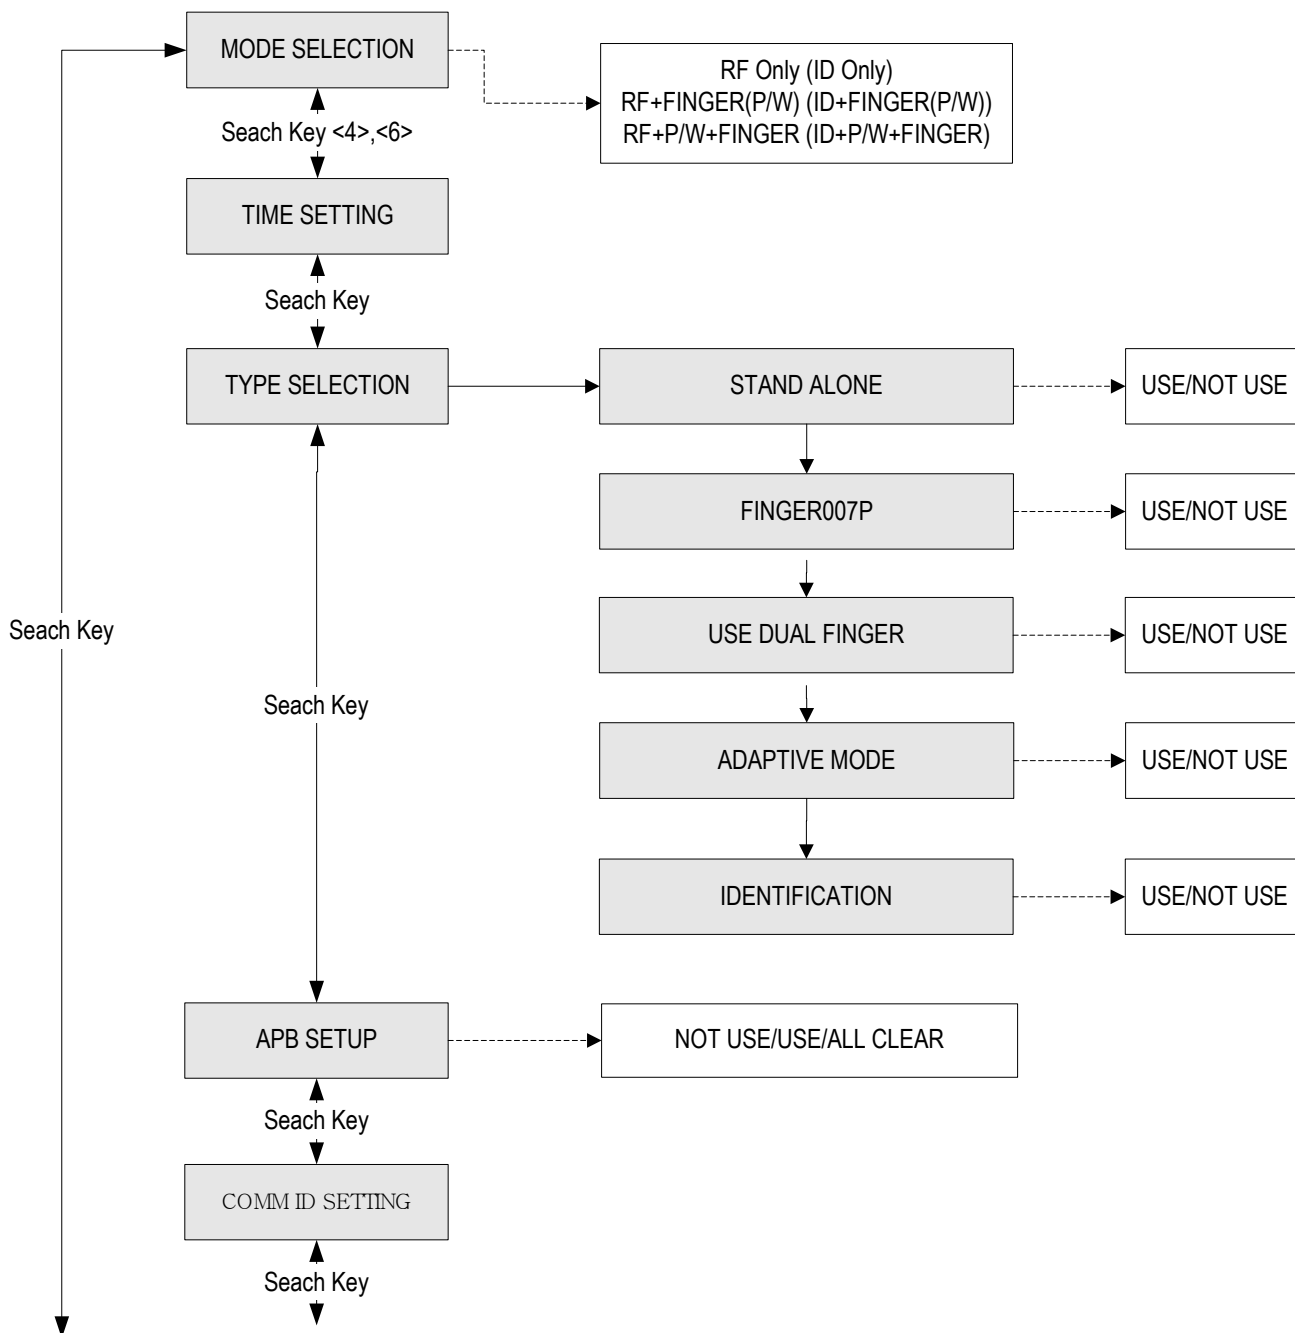 MODE SELECTION
RF Only (ID Only)
RF+FINGER(P/W) (ID+FINGER(P/W))
RF+P/W+FINGER (ID+P/W+FINGER)
Seach Key <4>,<6>
TIME SETTING
Seach Key
TYPE SELECTION
STAND ALONE
USE/NOT USE
FINGER007P
USE/NOT USE
USE DUAL FINGER
USE/NOT USE
Seach Key
Seach Key
ADAPTIVE MODE
USE/NOT USE
IDENTIFICATION
USE/NOT USE
APB SETUP
NOT USE/USE/ALL CLEAR
Seach Key
COMM ID SETTING
Seach Key